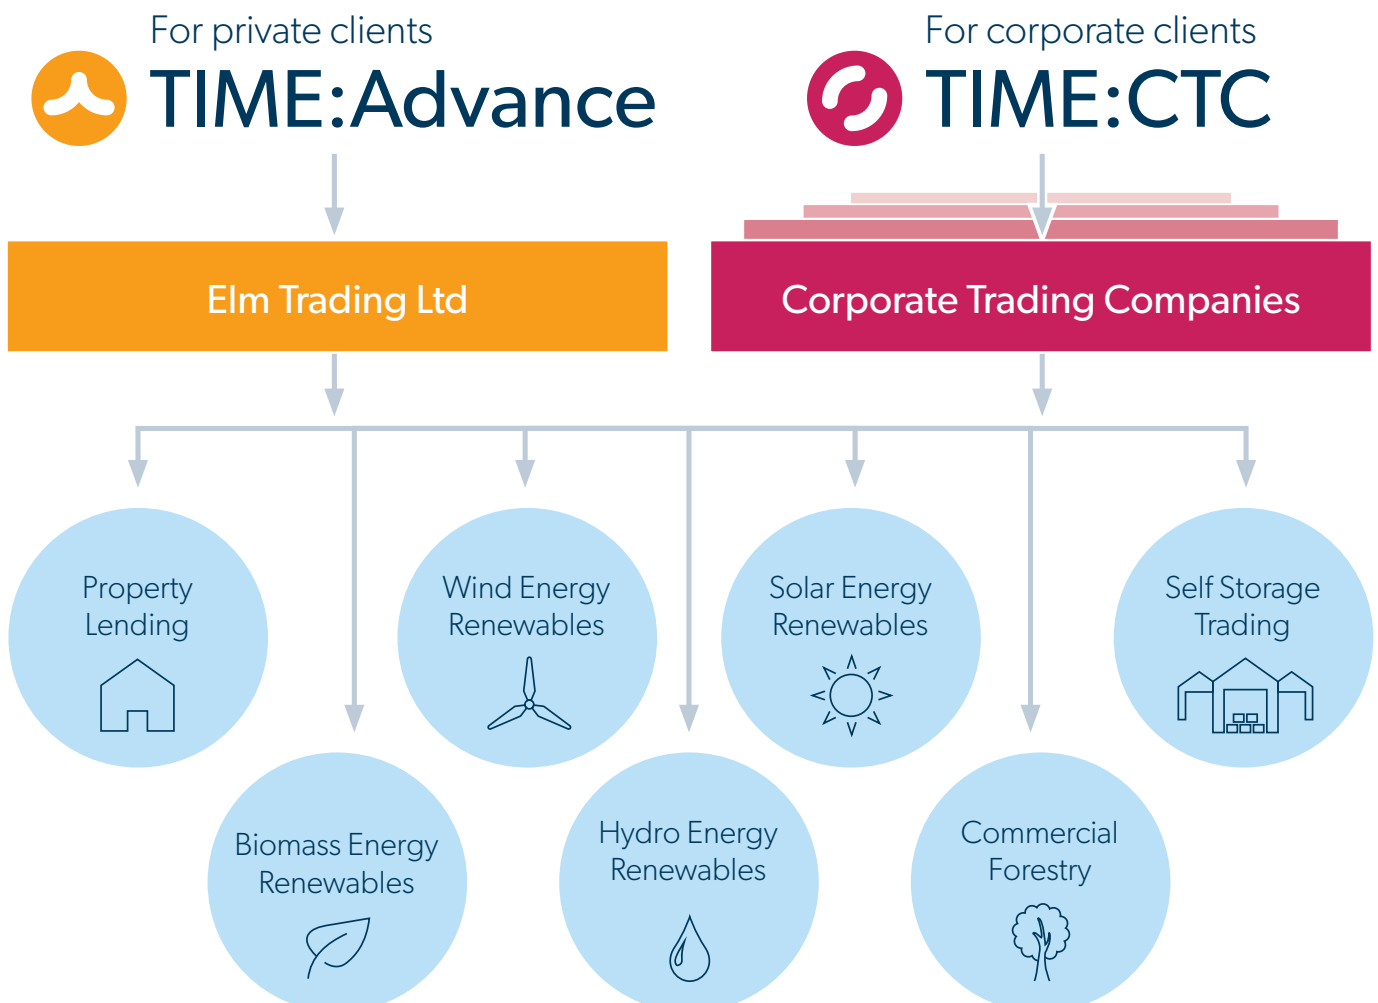 For private clients
TIME:Advance
For corporate clients
TIME:CTC
Elm Trading Ltd
Corporate Trading Companies
Property
Lending
Wind Energy
Renewables
Solar Energy
Renewables
Self Storage
Trading
Biomass Energy
Renewables
Hydro Energy
Renewables
Commercial
Forestry